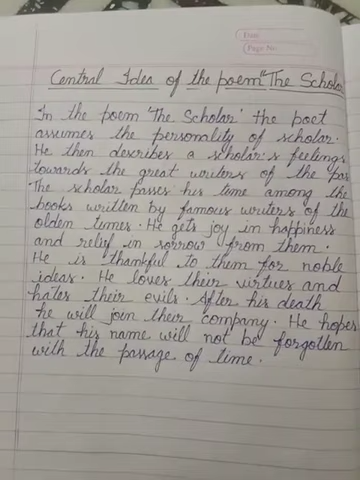 Date
Page No
Central Idea of the poem "The Scholar
In the poem 'The Scholar' the poet
assumes the personality of scholar.
He then describes a scholar's feelings
towards the great writers of the pas
The scholar passes his time among the
books written by famous writers of the
olden times. He gets joy in happiness
and relief in sorrow from them.
He is thankful to them for noble
ideas. He loves their virtues and
hates their evils. After his death
he will join their company. He hopes
that his name will not be forgotten
with the passage of time.